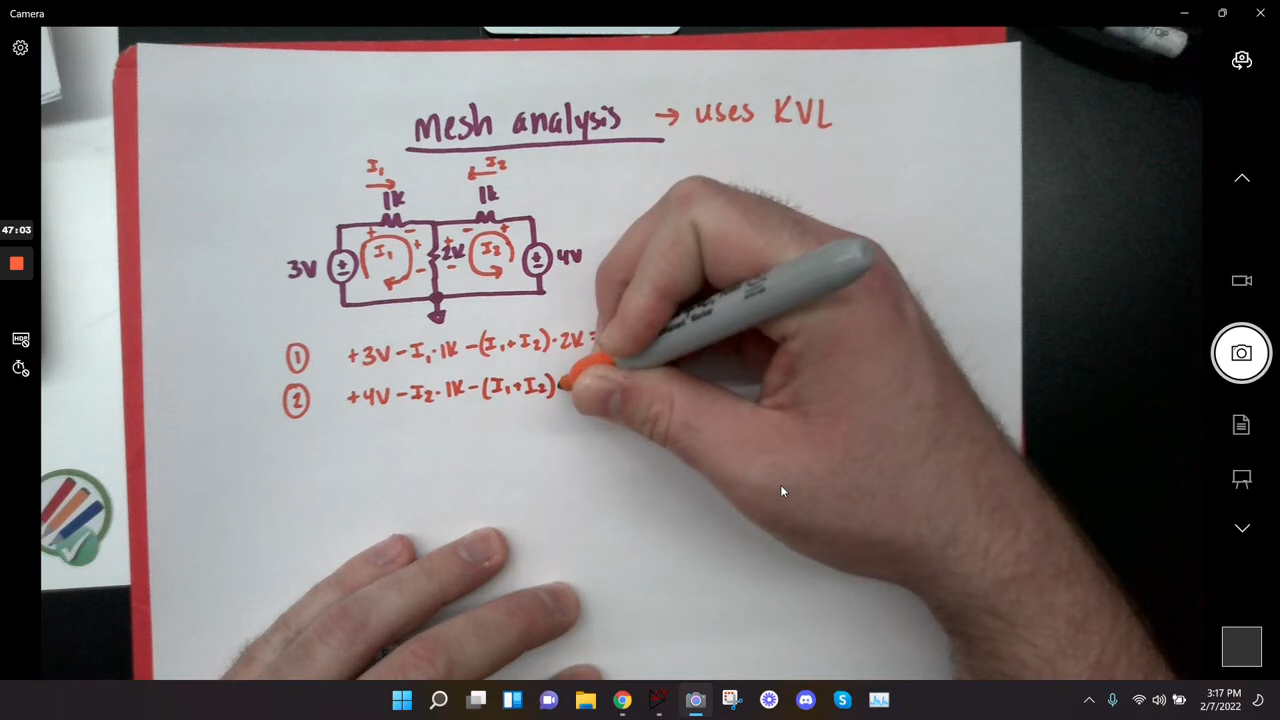 Camera
mesh analysis → uses KVL
I₁ I₂
1k 1k
+ - - +
3V + - I₁ + - 2k + - I₂ + - 4V
47:03
① +3V - I₁·1k - (I₁+I₂)·2k =
② +4V - I₂·1k - (I₁+I₂)
HDR
3:17 PM
2/7/2022